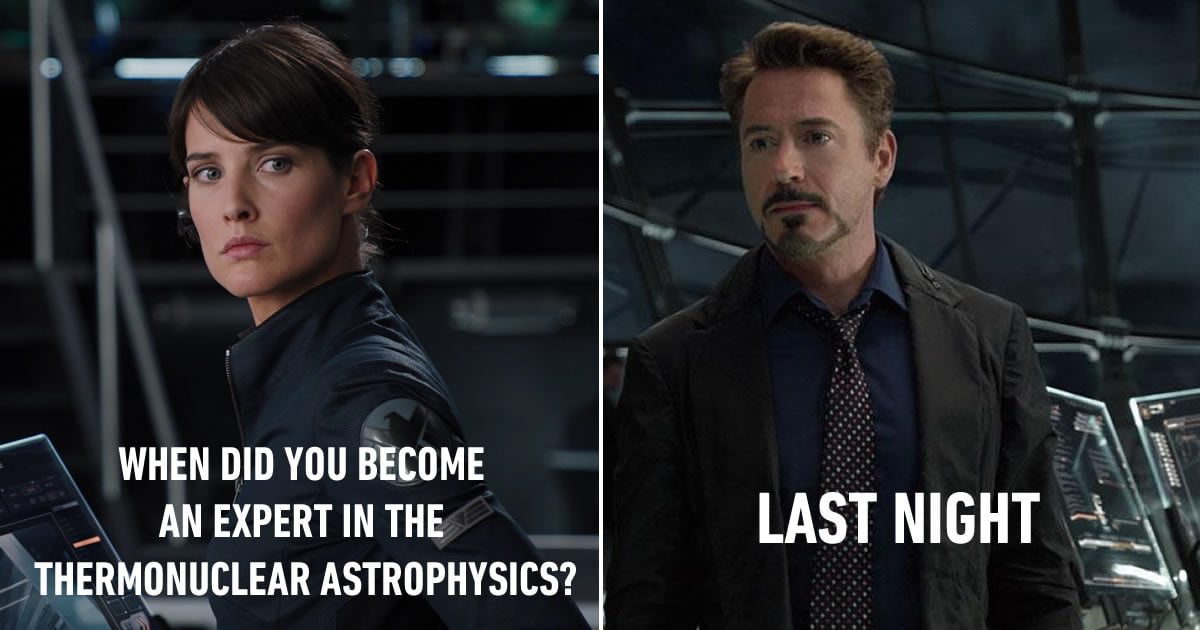 WHEN DID YOU BECOME
AN EXPERT IN THE
THERMONUCLEAR ASTROPHYSICS?
LAST NIGHT